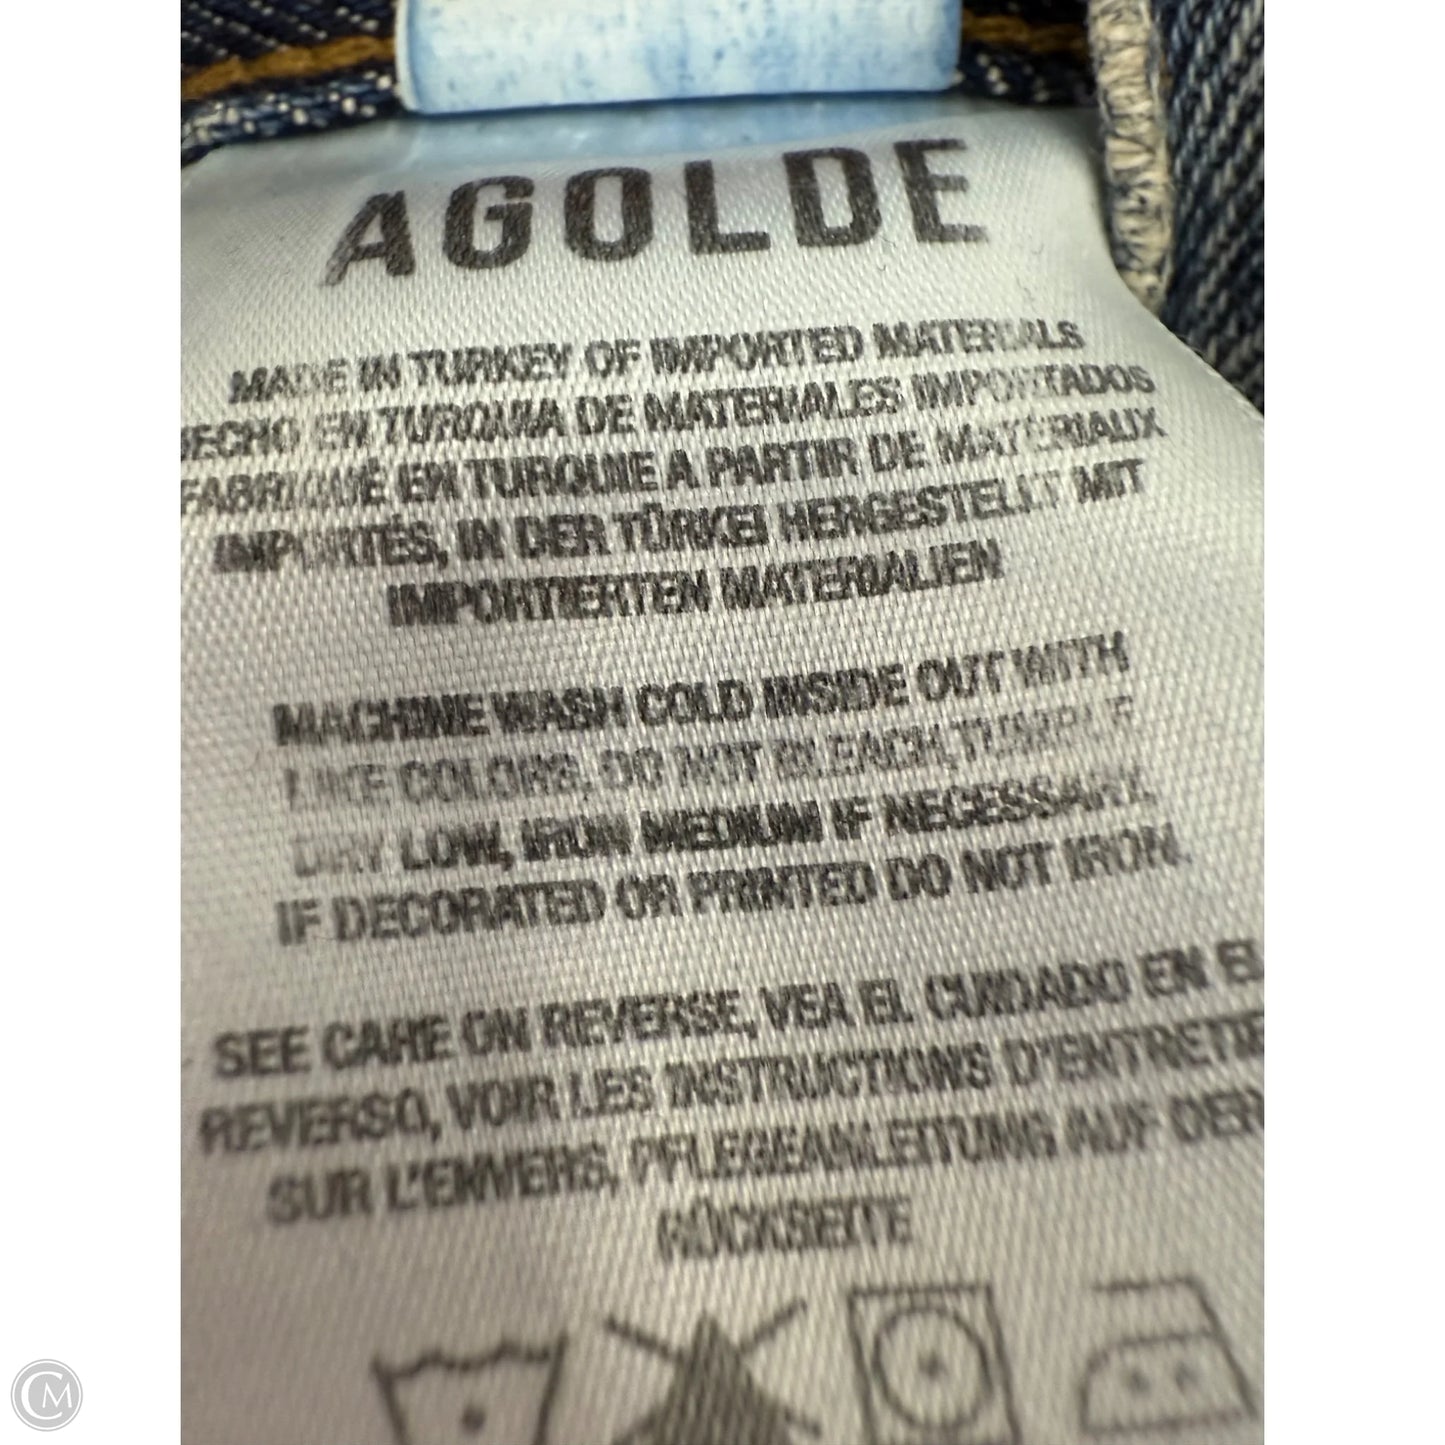 AGOLDE
MADE IN TURKEY OF IMPORTED MATERIALS
HECHO EN TURQUIA DE MATERIALES IMPORTADOS
FABRIQUÉ EN TURQUIE A PARTIR DE MATERIAUX
IMPORTÉS, IN DER TÜRKEI HERGESTELLT MIT
IMPORTIERTEN MATERIALIEN
MACHINE WASH COLD INSIDE OUT WITH
LIKE COLORS, DO NOT BLEACH, TUMBLE
DRY LOW, IRON MEDIUM IF NECESSARY.
IF DECORATED OR PRINTED DO NOT IRON.
SEE CARE ON REVERSE, VEA EL CUIDADO EN EL
REVERSO, VOIR LES INSTRUCTIONS D'ENTRETIE
SUR L'ENVERS, PFLEGEANLEITUNG AUF DER
RÜCKSEITE
CM